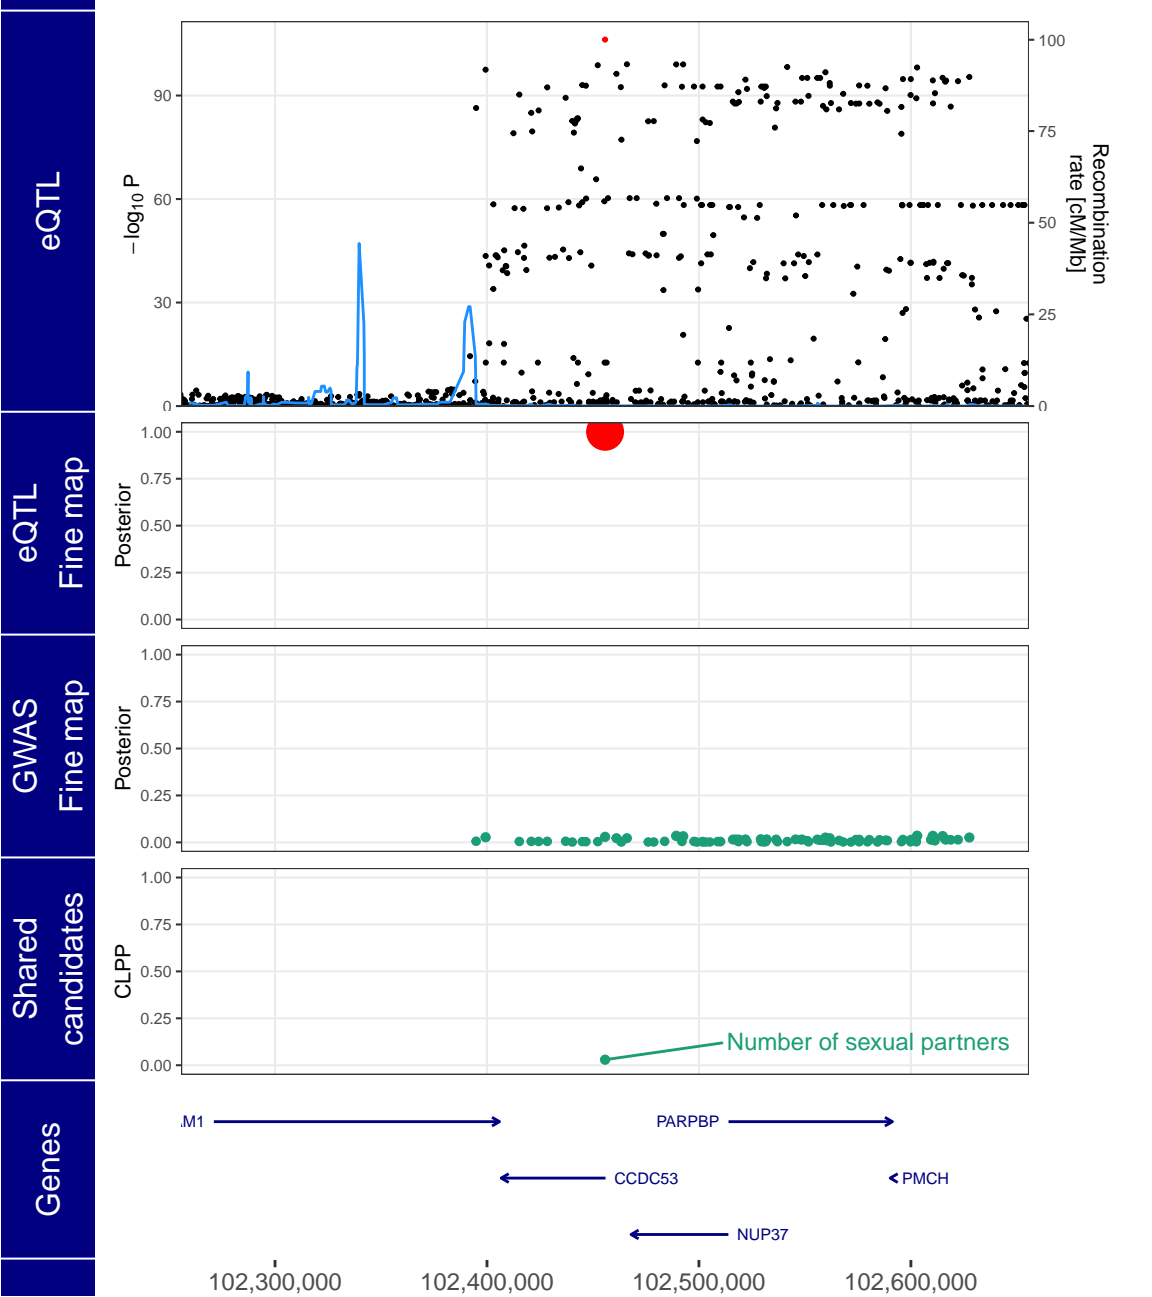 eQTL
−log10 P
0
30
60
90
0
25
50
75
100
Recombination
rate [cM/Mb]
eQTL
Fine map
Posterior
1.00
0.75
0.50
0.25
0.00
GWAS
Fine map
Posterior
1.00
0.75
0.50
0.25
0.00
Shared
candidates
CLPP
1.00
0.75
0.50
0.25
0.00
Number of sexual partners
Genes
.M1
PARPBP
CCDC53
PMCH
NUP37
102,300,000
102,400,000
102,500,000
102,600,000